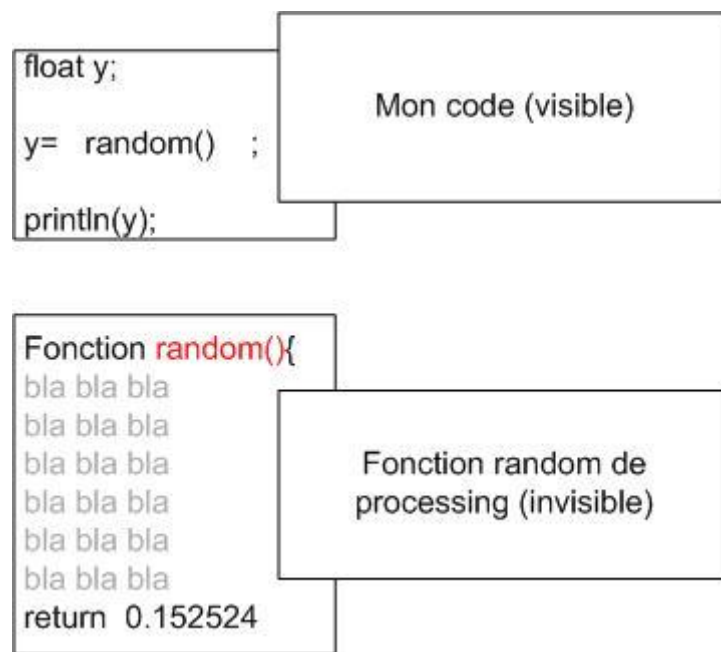 float y;
y=   random()    ;
println(y);
Mon code (visible)
Fonction random(){
bla bla bla
bla bla bla
bla bla bla
bla bla bla
bla bla bla
bla bla bla
return  0.152524
Fonction random de
processing (invisible)